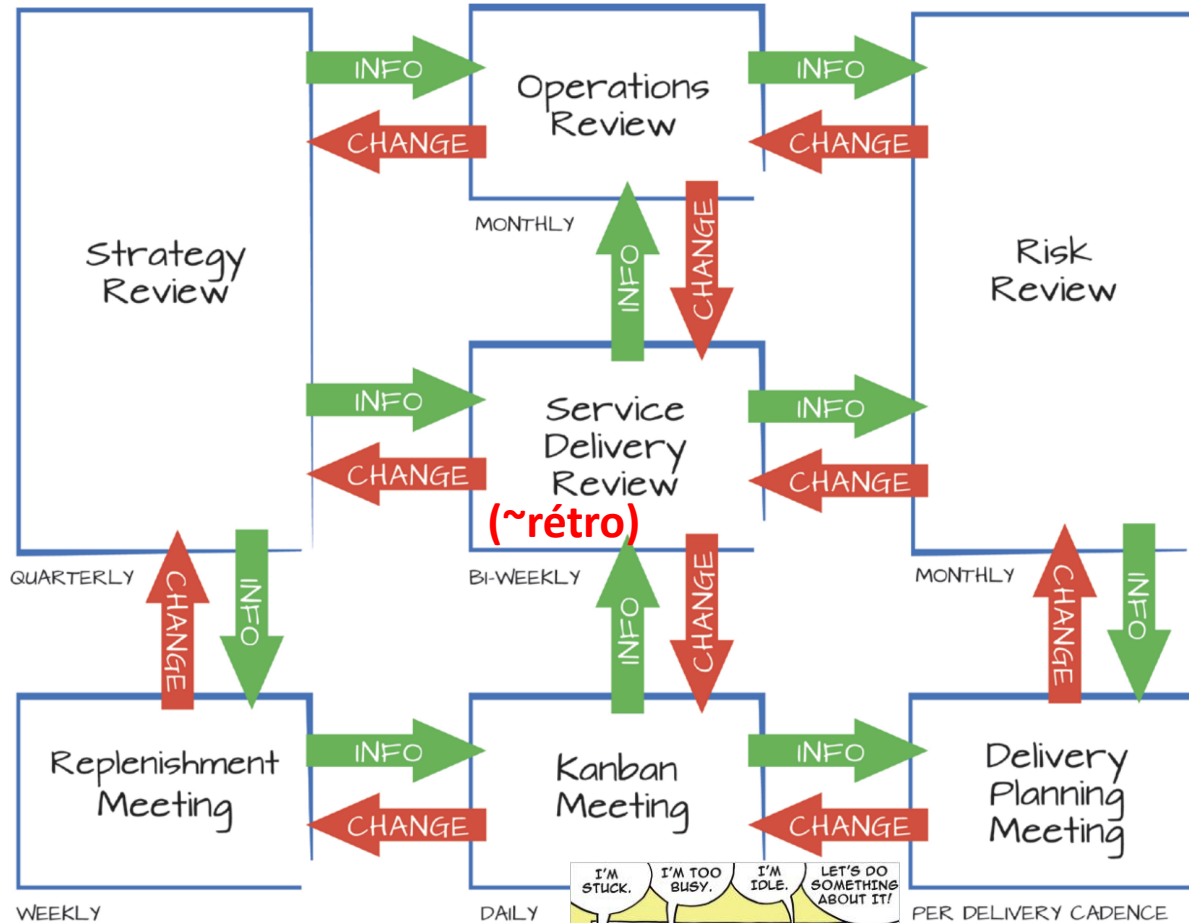 INFO
INFO
Operations
Review
CHANGE
CHANGE
MONTHLY
Strategy
Review
INFO
CHANGE
Risk
Review
INFO
INFO
Service
Delivery
Review
(~rétro)
CHANGE
CHANGE
QUARTERLY
BI-WEEKLY
MONTHLY
CHANGE
INFO
INFO
CHANGE
CHANGE
INFO
Replenishment
Meeting
INFO
Kanban
Meeting
INFO
Delivery
Planning
Meeting
CHANGE
CHANGE
I'M
STUCK.
I'M TOO
BUSY.
I'M
IDLE.
LET'S DO
SOMETHING
ABOUT IT!
WEEKLY
DAILY
PER DELIVERY CADENCE